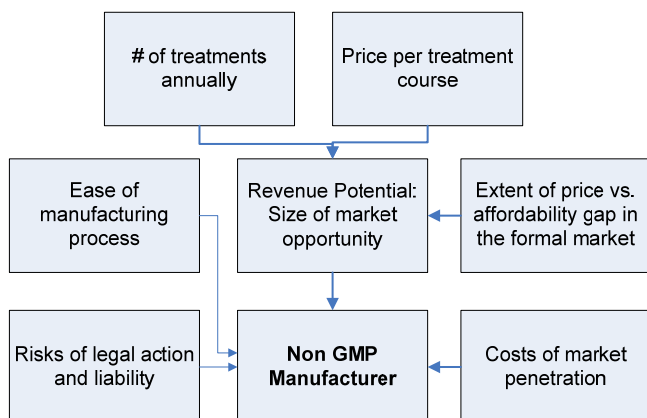 # of treatments
annually
Price per treatment
course
Ease of
manufacturing
process
Revenue Potential:
Size of market
opportunity
Extent of price vs.
affordability gap in
the formal market
Risks of legal action
and liability
Non GMP
Manufacturer
Costs of market
penetration